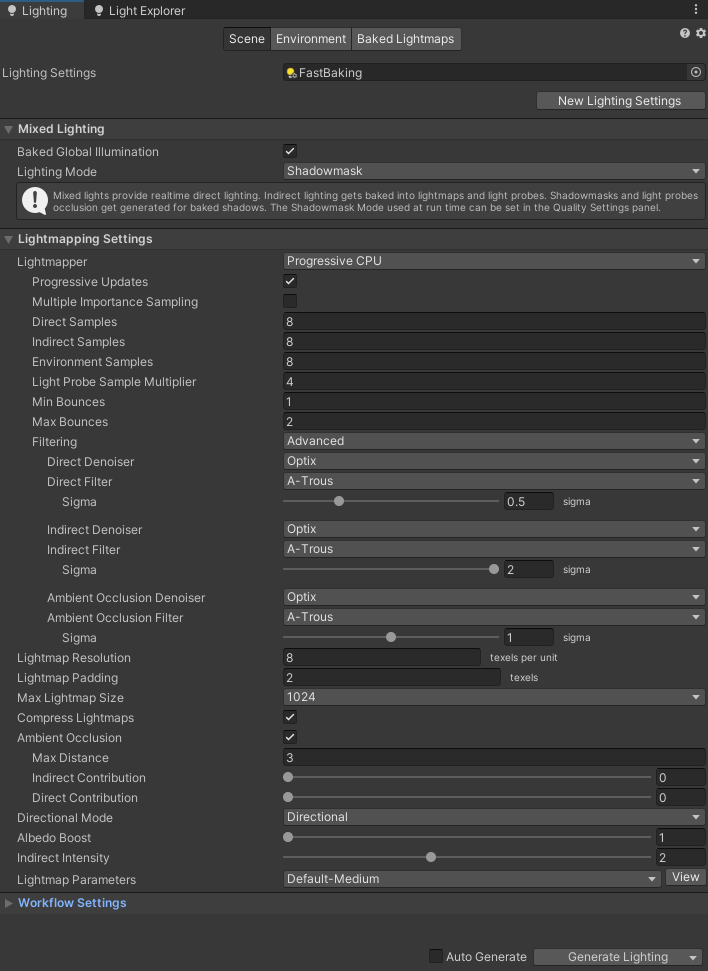 Lighting Light Explorer
Scene Environment Baked Lightmaps
Lighting Settings FastBaking
New Lighting Settings
Mixed Lighting
Baked Global Illumination
Lighting Mode Shadowmask
Mixed lights provide realtime direct lighting. Indirect lighting gets baked into lightmaps and light probes. Shadowmasks and light probes
occlusion get generated for baked shadows. The Shadowmask Mode used at run time can be set in the Quality Settings panel.
Lightmapping Settings
Lightmapper Progressive CPU
Progressive Updates
Multiple Importance Sampling
Direct Samples 8
Indirect Samples 8
Environment Samples 8
Light Probe Sample Multiplier 4
Min Bounces 1
Max Bounces 2
Filtering Advanced
Direct Denoiser Optix
Direct Filter A-Trous
Sigma 0.5 sigma
Indirect Denoiser Optix
Indirect Filter A-Trous
Sigma 2 sigma
Ambient Occlusion Denoiser Optix
Ambient Occlusion Filter A-Trous
Sigma 1 sigma
Lightmap Resolution 8 texels per unit
Lightmap Padding 2 texels
Max Lightmap Size 1024
Compress Lightmaps
Ambient Occlusion
Max Distance 3
Indirect Contribution 0
Direct Contribution 0
Directional Mode Directional
Albedo Boost 1
Indirect Intensity 2
Lightmap Parameters Default-Medium View
Workflow Settings
Auto Generate Generate Lighting